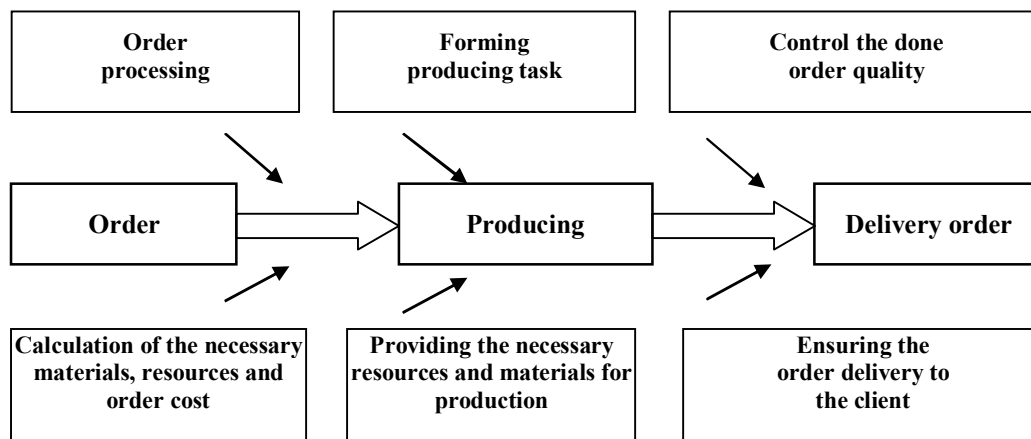 Order
processing
Forming
producing task
Control the done
order quality
Order
Producing
Delivery order
Calculation of the necessary
materials, resources and
order cost
Providing the necessary
resources and materials for
production
Ensuring the
order delivery to
the client